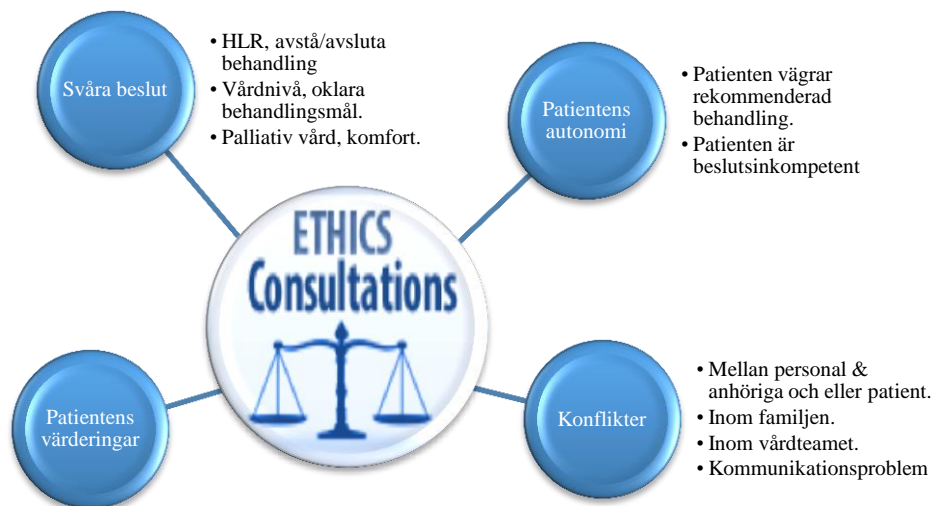 Svåra beslut
• HLR, avstå/avsluta
behandling
• Vårdnivå, oklara
behandlingsmål.
• Palliativ vård, komfort.
Patientens
autonomi
• Patienten vägrar
rekommenderad
behandling.
• Patienten är
beslutsinkompetent
ETHICS
Consultations
Patientens
värderingar
Konflikter
• Mellan personal &
anhöriga och eller patient.
• Inom familjen.
• Inom vårdteamet.
• Kommunikationsproblem